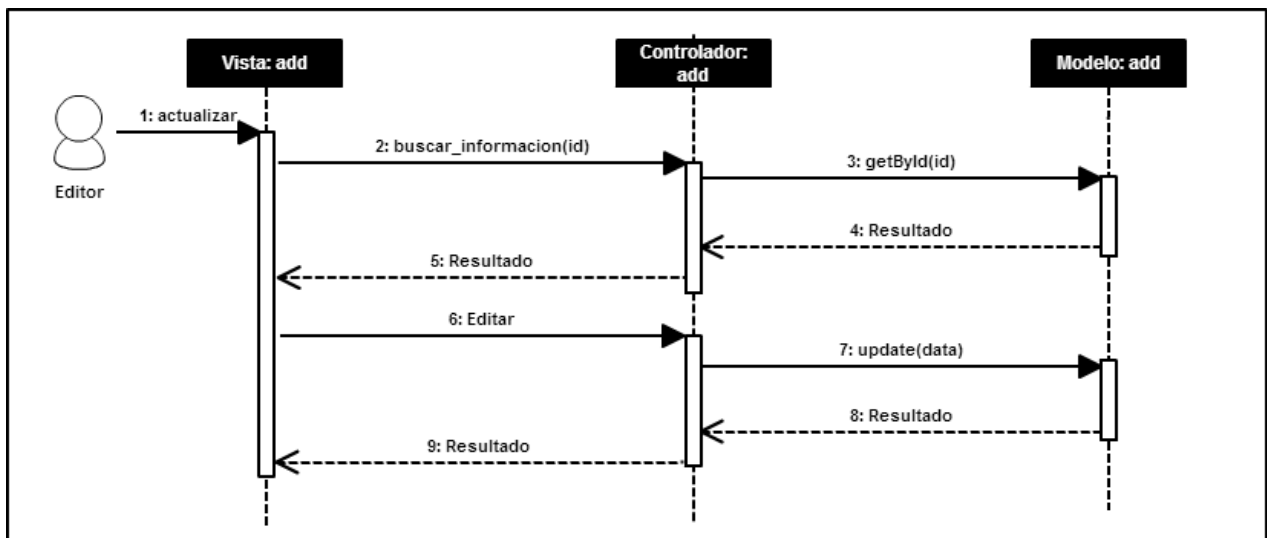 Vista: add
Controlador:
add
Modelo: add
1: actualizar
2: buscar_informacion(id)
3: getById(id)
Editor
4: Resultado
5: Resultado
6: Editar
7: update(data)
8: Resultado
9: Resultado